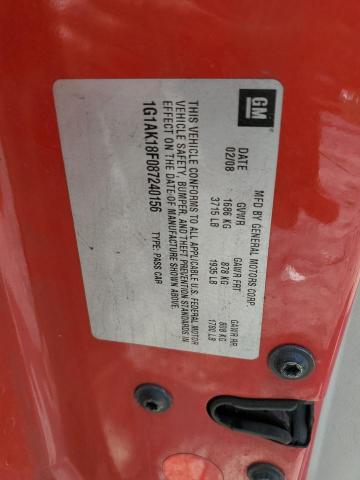 GM
MFD BY GENERAL MOTORS CORP.
DATE GVWR GAWR FRT GAWR RR
02/08 1686 KG 878 KG 808 KG
3715 LB 1935 LB 1780 LB
THIS VEHICLE CONFORMS TO ALL APPLICABLE U.S. FEDERAL MOTOR
VEHICLE SAFETY, BUMPER, AND THEFT PREVENTION STANDARDS IN
EFFECT ON THE DATE OF MANUFACTURE SHOWN ABOVE.
1G1AK18F087240156 TYPE: PASS CAR